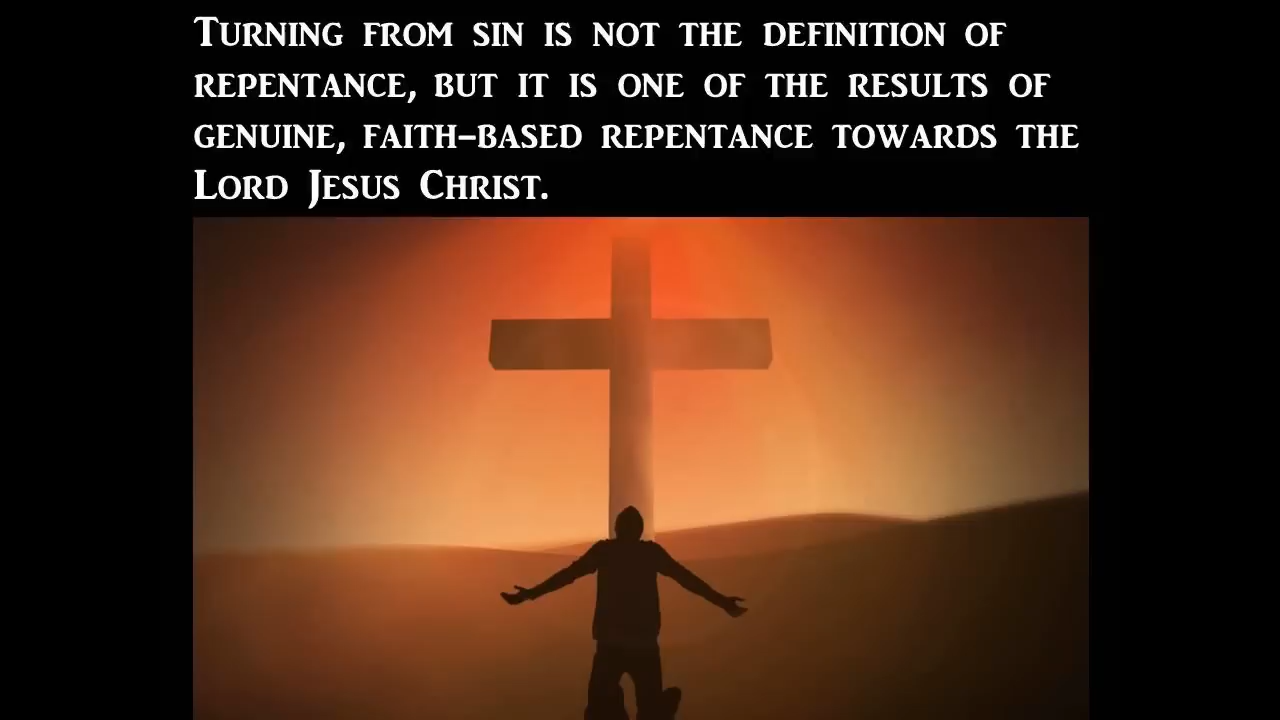 Turning from sin is not the definition of
repentance, but it is one of the results of
genuine, faith-based repentance towards the
Lord Jesus Christ.